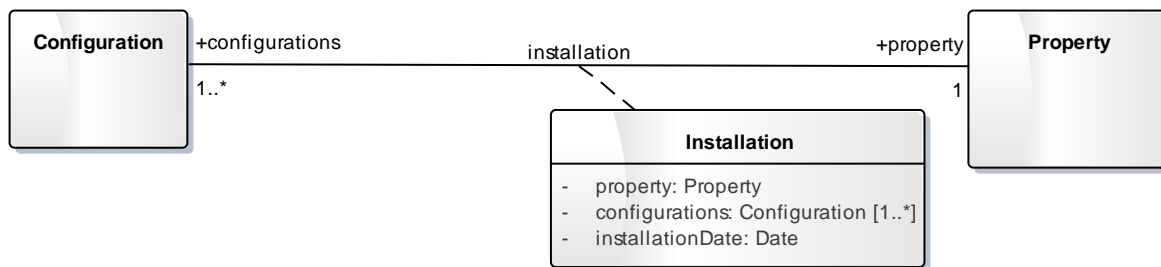 Configuration
+configurations
installation
+property
Property
1..*
1
Installation
- property: Property
- configurations: Configuration [1..*]
- installationDate: Date